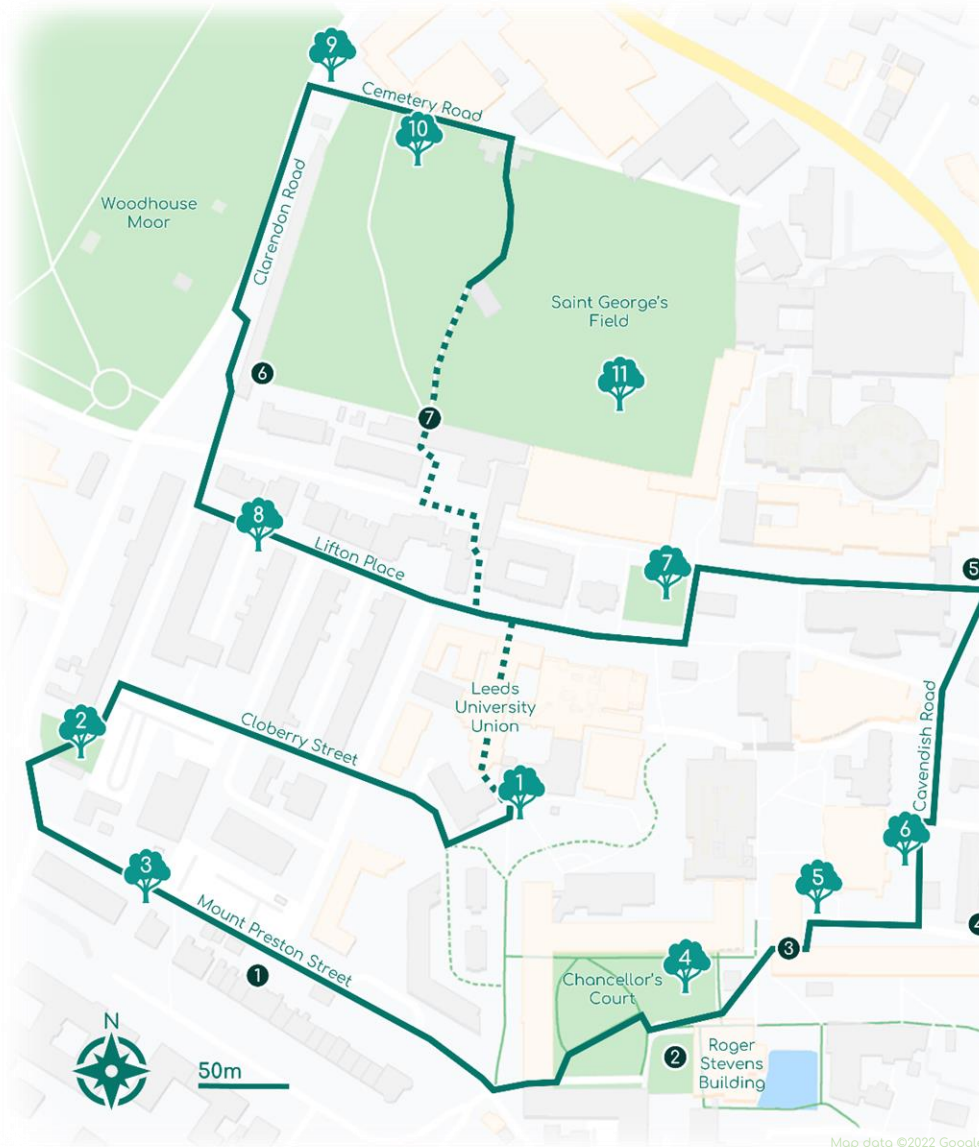 9
Cemetery Road
10
Woodhouse
Moor
Clarendon Road
Saint George's
Field
6
11
7
8
Lifton Place
7
5
Leeds
University
Union
2
Cloberry Street
Cavendish Road
1
6
3
5
Mount Preston Street
4
3
4
1
Chancellor's
Court
N
50m
2
Roger
Stevens
Building
Map data ©2022 Google